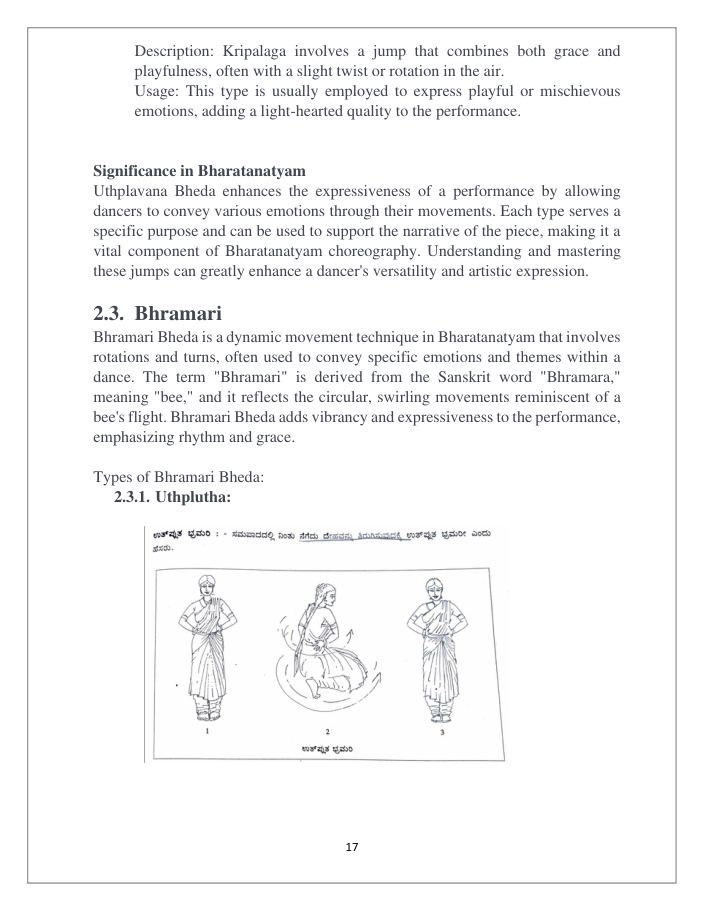 Description: Kripalaga involves a jump that combines both grace and
playfulness, often with a slight twist or rotation in the air.
Usage: This type is usually employed to express playful or mischievous
emotions, adding a light-hearted quality to the performance.
Significance in Bharatanatyam
Uthplavana Bheda enhances the expressiveness of a performance by allowing
dancers to convey various emotions through their movements. Each type serves a
specific purpose and can be used to support the narrative of the piece, making it a
vital component of Bharatanatyam choreography. Understanding and mastering
these jumps can greatly enhance a dancer's versatility and artistic expression.
2.3. Bhramari
Bhramari Bheda is a dynamic movement technique in Bharatanatyam that involves
rotations and turns, often used to convey specific emotions and themes within a
dance. The term "Bhramari" is derived from the Sanskrit word "Bhramara,"
meaning "bee," and it reflects the circular, swirling movements reminiscent of a
bee's flight. Bhramari Bheda adds vibrancy and expressiveness to the performance,
emphasizing rhythm and grace.
Types of Bhramari Bheda:
2.3.1. Uthplutha:
ಉತ್‌ಪ್ಲುತ ಭ್ರಮರಿ : - ಸಮಪಾದದಲ್ಲಿ ನಿಂತು ನೆಗೆದು ದೇಹವನ್ನು ತಿರುಗಿಸುವುದಕ್ಕೆ ಉತ್‌ಪ್ಲುತ ಭ್ರಮರೀ ಎಂದು
ಹೆಸರು.
1 2 3
ಉತ್‌ಪ್ಲುತ ಭ್ರಮರಿ
17